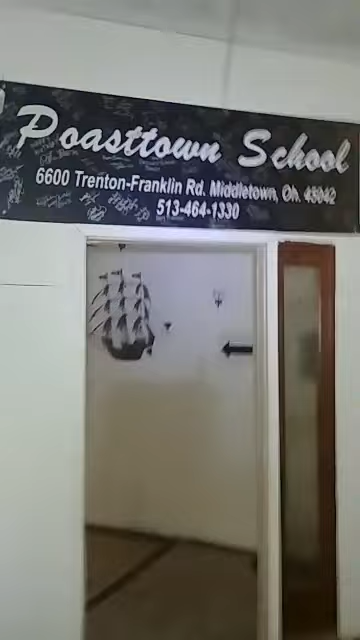 Poasttown School
6600 Trenton-Franklin Rd. Middletown, Oh. 45042
513-464-1330